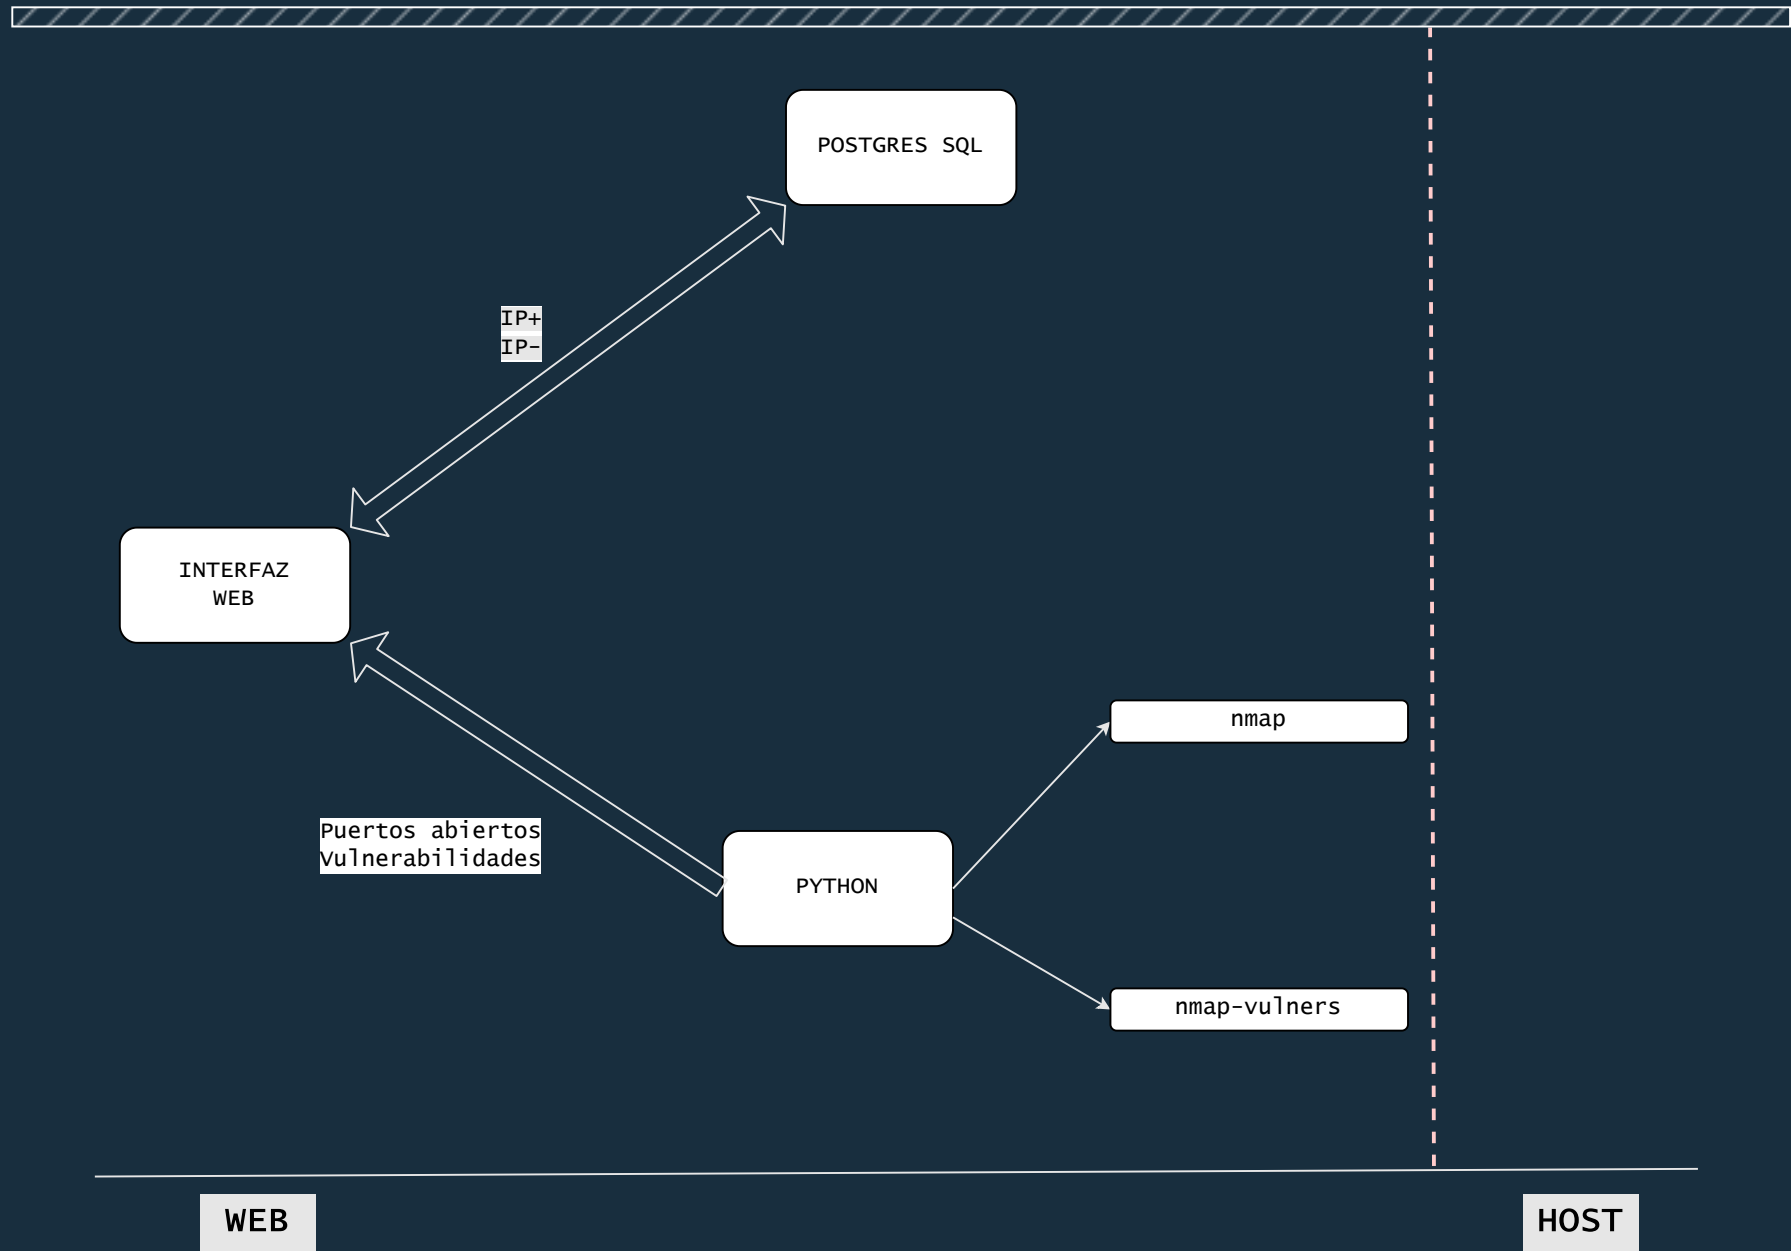 POSTGRES SQL
IP+
IP-
INTERFAZ
WEB
nmap
Puertos abiertos
Vulnerabilidades
PYTHON
nmap-vulners
WEB
HOST